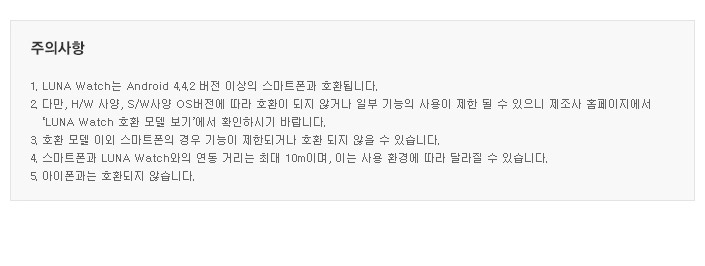 주의사항
1. LUNA Watch는 Android 4.4.2 버전 이상의 스마트폰과 호환됩니다.
2. 다만, H/W 사양, S/W사양 OS버전에 따라 호환이 되지 않거나 일부 기능의 사용이 제한 될 수 있으니 제조사 홈페이지에서
'LUNA Watch 호환 모델 보기'에서 확인하시기 바랍니다.
3. 호환 모델 이외 스마트폰의 경우 기능이 제한되거나 호환 되지 않을 수 있습니다.
4. 스마트폰과 LUNA Watch와의 연동 거리는 최대 10m이며, 이는 사용 환경에 따라 달라질 수 있습니다.
5. 아이폰과는 호환되지 않습니다.